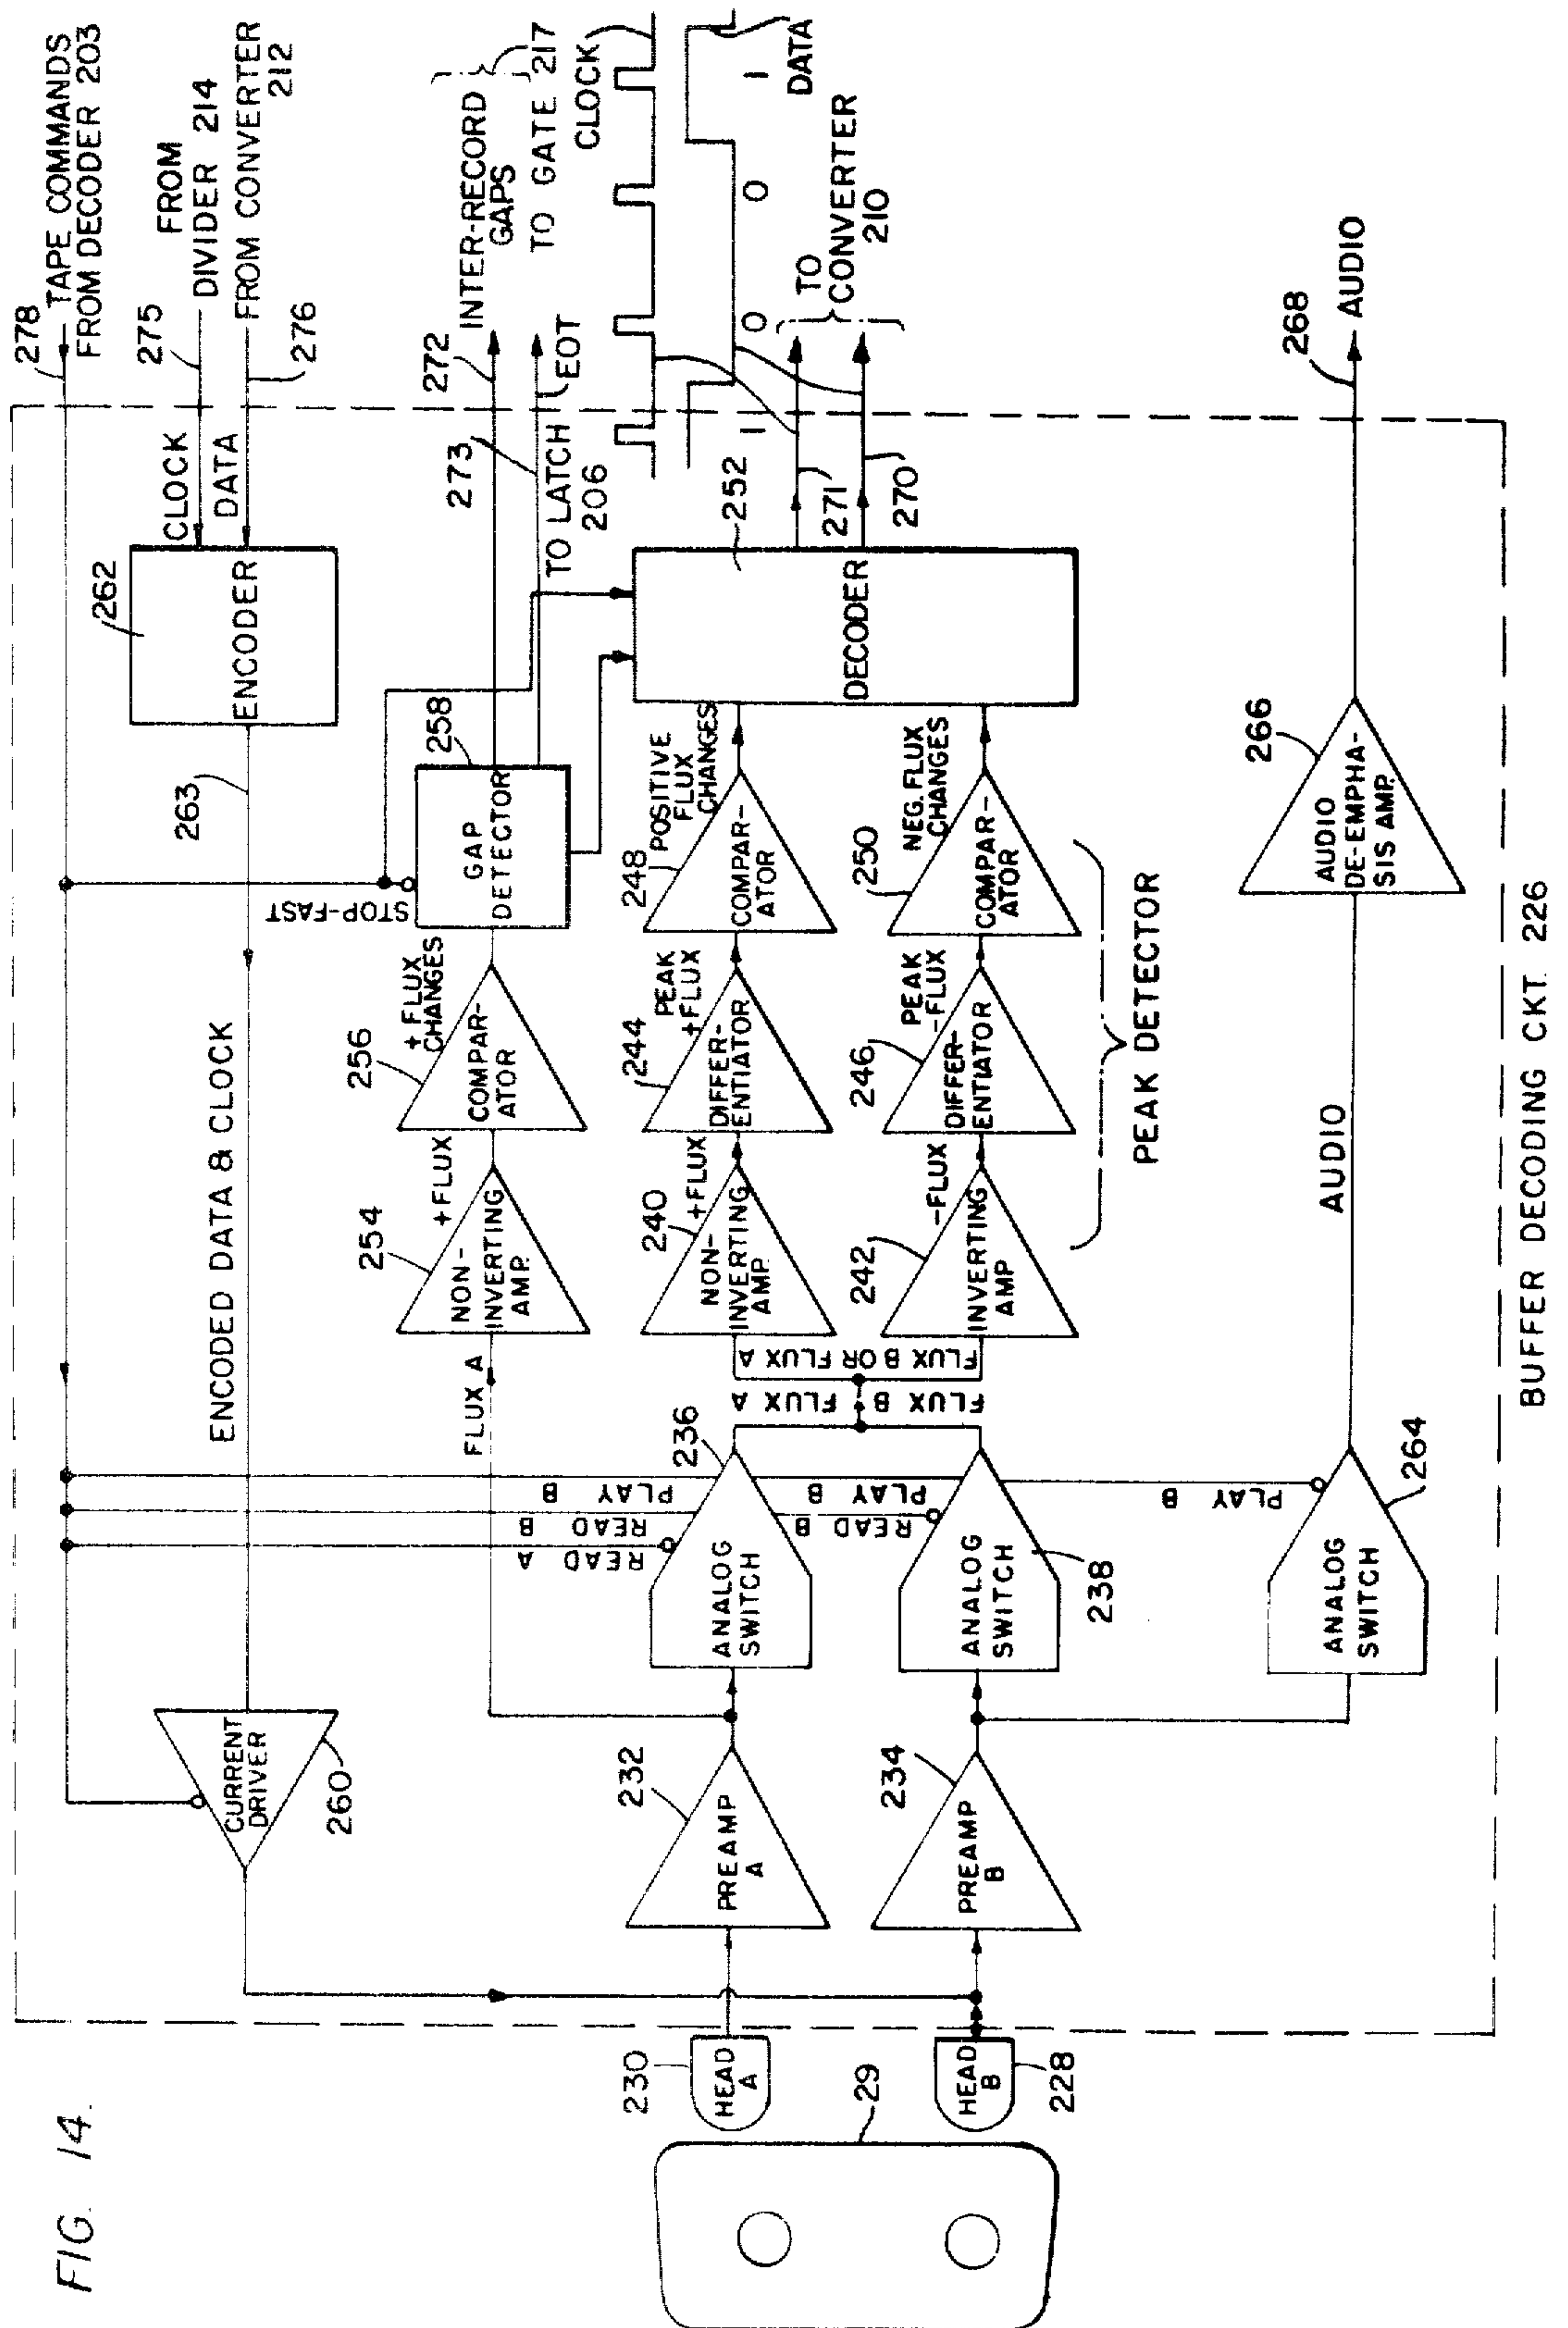 FIG. 14.
29
230
HEAD
A
HEAD
B
228
232
PREAMP
A
234
PREAMP
B
CURRENT
DRIVER
260
ANALOG
SWITCH
236
ANALOG
SWITCH
238
ANALOG
SWITCH
264
READ A
READ B
PLAY B
READ B
PLAY B
PLAY B
FLUX A
FLUX B
FLUX A
FLUX B OR FLUX A
ENCODED DATA & CLOCK
263
254
NON-
INVERTING
AMP.
+FLUX
256
COMPAR-
ATOR
+FLUX
CHANGES
STOP-FAST
GAP
DETECTOR
258
240
NON-
INVERTING
AMP.
+FLUX
244
DIFFER-
ENTIATOR
PEAK
+FLUX
248
COMPAR-
ATOR
POSITIVE
FLUX
CHANGES
242
INVERTING
AMP
-FLUX
246
DIFFER-
ENTIATOR
PEAK
-FLUX
250
COMPAR-
ATOR
NEG. FLUX
CHANGES
PEAK DETECTOR
AUDIO
AUDIO
DE-EMPHA-
SIS AMP.
266
268
AUDIO
262
ENCODER
CLOCK
DATA
278
TAPE COMMANDS
FROM DECODER 203
275
FROM
DIVIDER 214
FROM CONVERTER
212
276
273
272
INTER-RECORD
GAPS
TO GATE 217
TO LATCH
206
EOT
CLOCK
1 0 0 1
DATA
DECODER
252
271
270
TO
CONVERTER
210
BUFFER DECODING CKT. 226